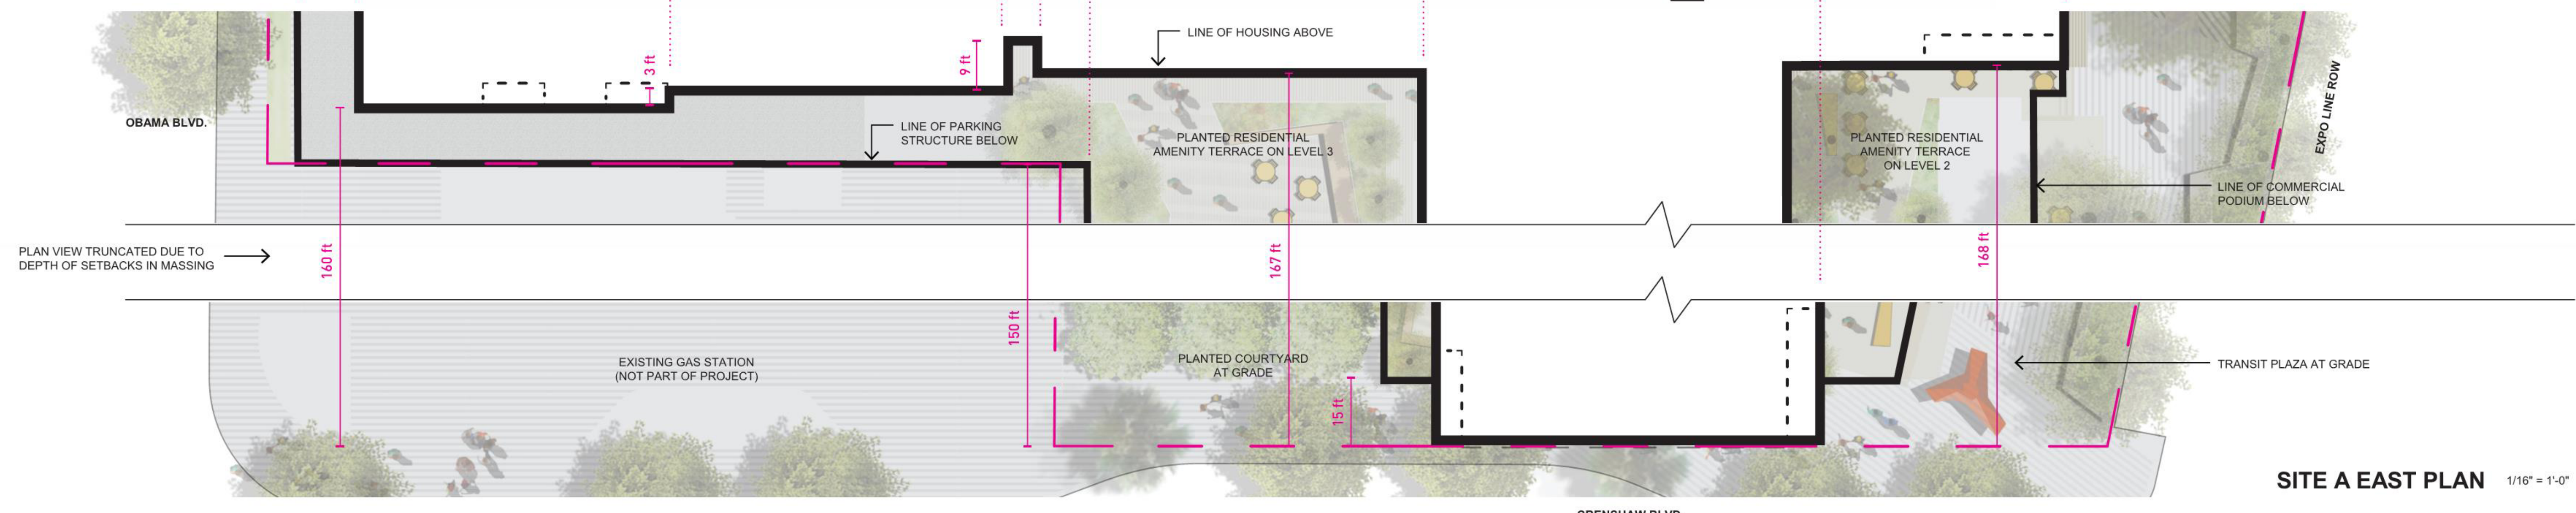 LINE OF HOUSING ABOVE
3 ft
9 ft
OBAMA BLVD.
LINE OF PARKING
STRUCTURE BELOW
PLANTED RESIDENTIAL
AMENITY TERRACE ON LEVEL 3
PLANTED RESIDENTIAL
AMENITY TERRACE
ON LEVEL 2
EXPO LINE ROW
LINE OF COMMERCIAL
PODIUM BELOW
PLAN VIEW TRUNCATED DUE TO
DEPTH OF SETBACKS IN MASSING
160 ft
150 ft
167 ft
168 ft
EXISTING GAS STATION
(NOT PART OF PROJECT)
PLANTED COURTYARD
AT GRADE
15 ft
TRANSIT PLAZA AT GRADE
SITE A EAST PLAN 1/16" = 1'-0"
CRENSHAW BLVD.